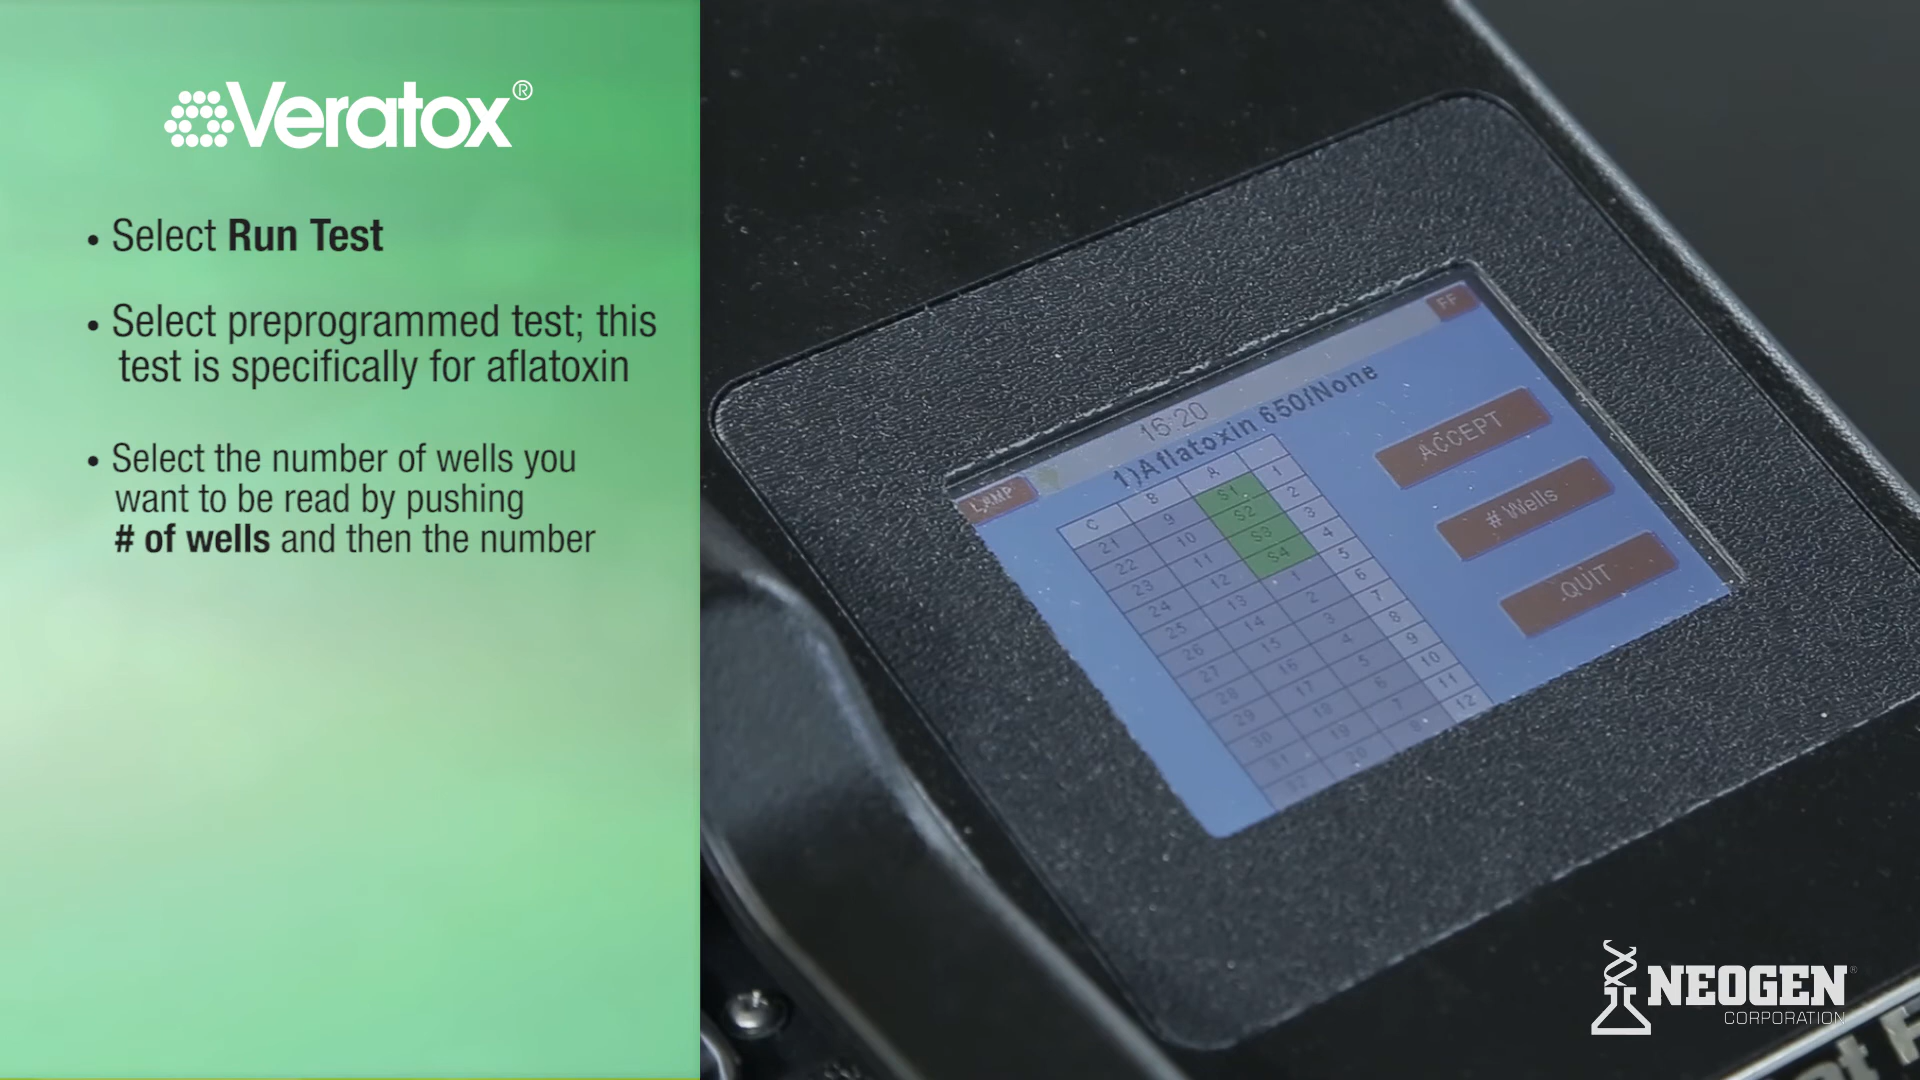 Veratox®
• Select Run Test
• Select preprogrammed test; this
test is specifically for aflatoxin
• Select the number of wells you
want to be read by pushing
# of wells and then the number
16:20
FF
LAMP
1)Aflatoxin 650/None
C B A
21 9 S1 1
22 10 S2 2
23 11 S3 3
24 12 S4 4
25 13 1 5
26 14 2 6
27 15 3 7
28 16 4 8
29 17 5 9
30 18 6 10
31 19 7 11
32 20 8 12
ACCEPT
# Wells
QUIT
NEOGEN®
CORPORATION